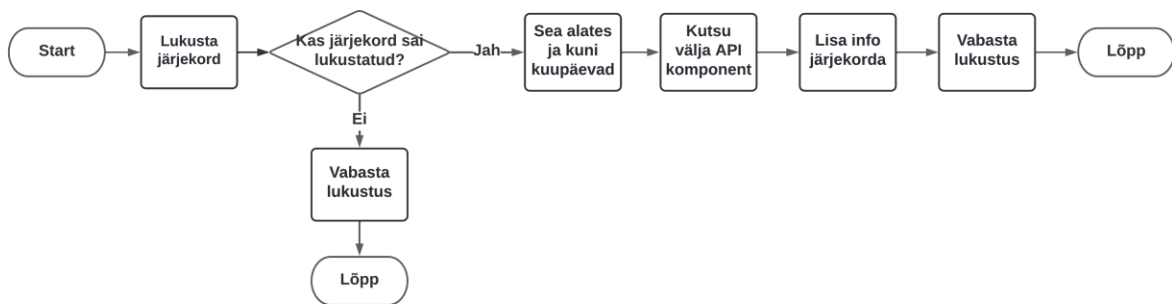 Start
Lukusta
järjekord
Kas järjekord sai
lukustatud?
Jah
Sea alates
ja kuni
kuupäevad
Kutsu
välja API
komponent
Lisa info
järjekorda
Vabasta
lukustus
Lõpp
Ei
Vabasta
lukustus
Lõpp